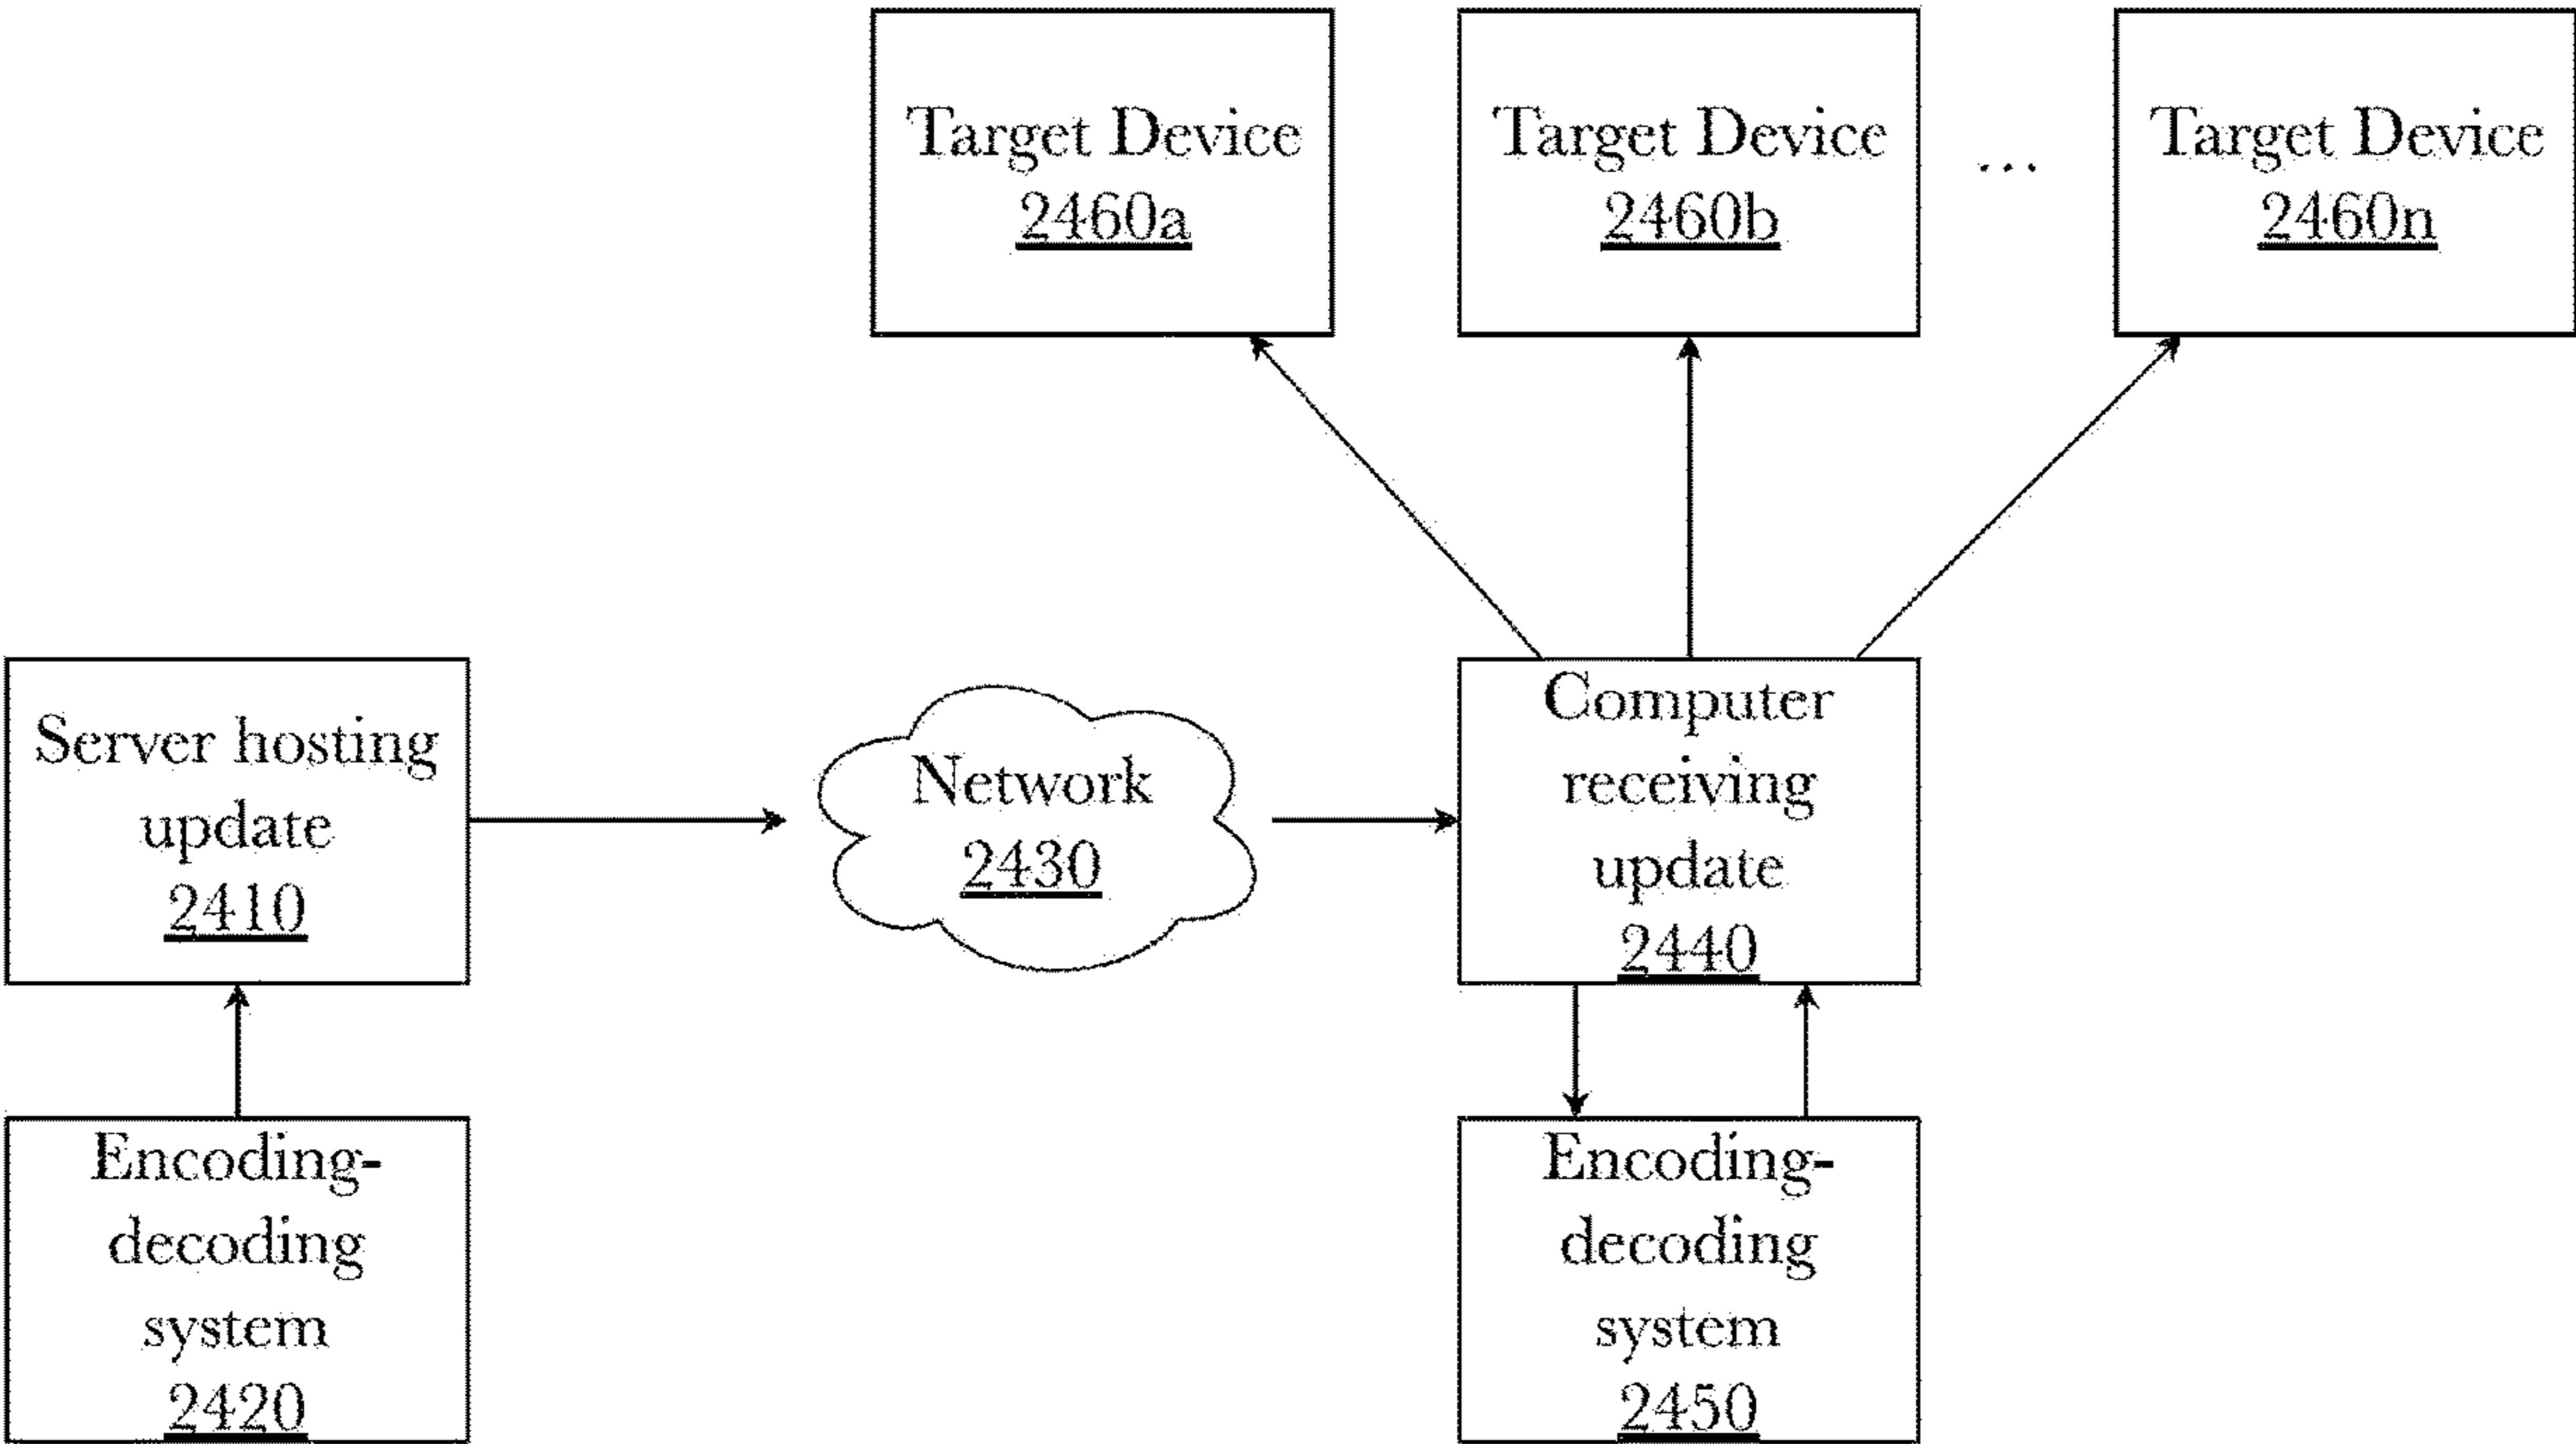 Target Device
2460a
Target Device
2460b
...
Target Device
2460n
Server hosting
update
2410
Network
2430
Computer
receiving
update
2440
Encoding-
decoding
system
2420
Encoding-
decoding
system
2450